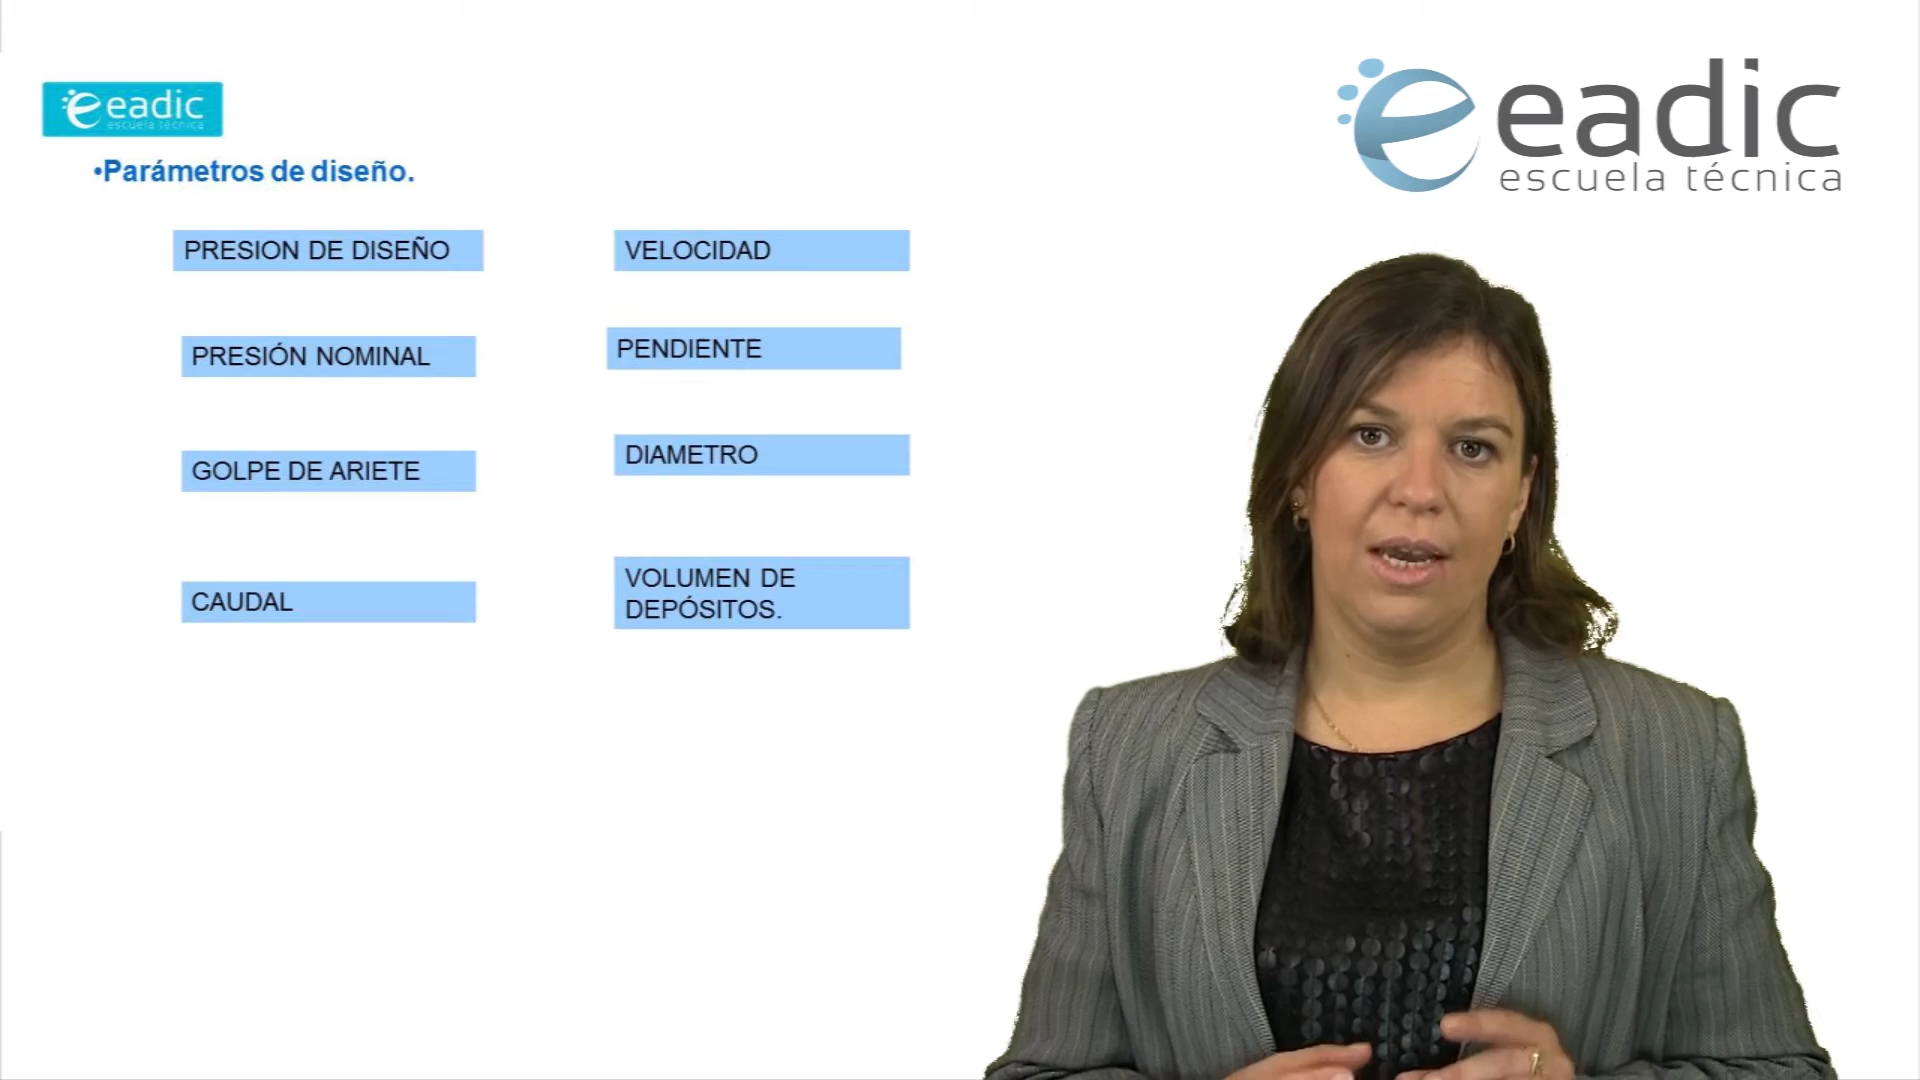 eadic
escuela técnica
eadic
escuela técnica
•Parámetros de diseño.
PRESION DE DISEÑO
VELOCIDAD
PRESIÓN NOMINAL
PENDIENTE
GOLPE DE ARIETE
DIAMETRO
CAUDAL
VOLUMEN DE
DEPÓSITOS.